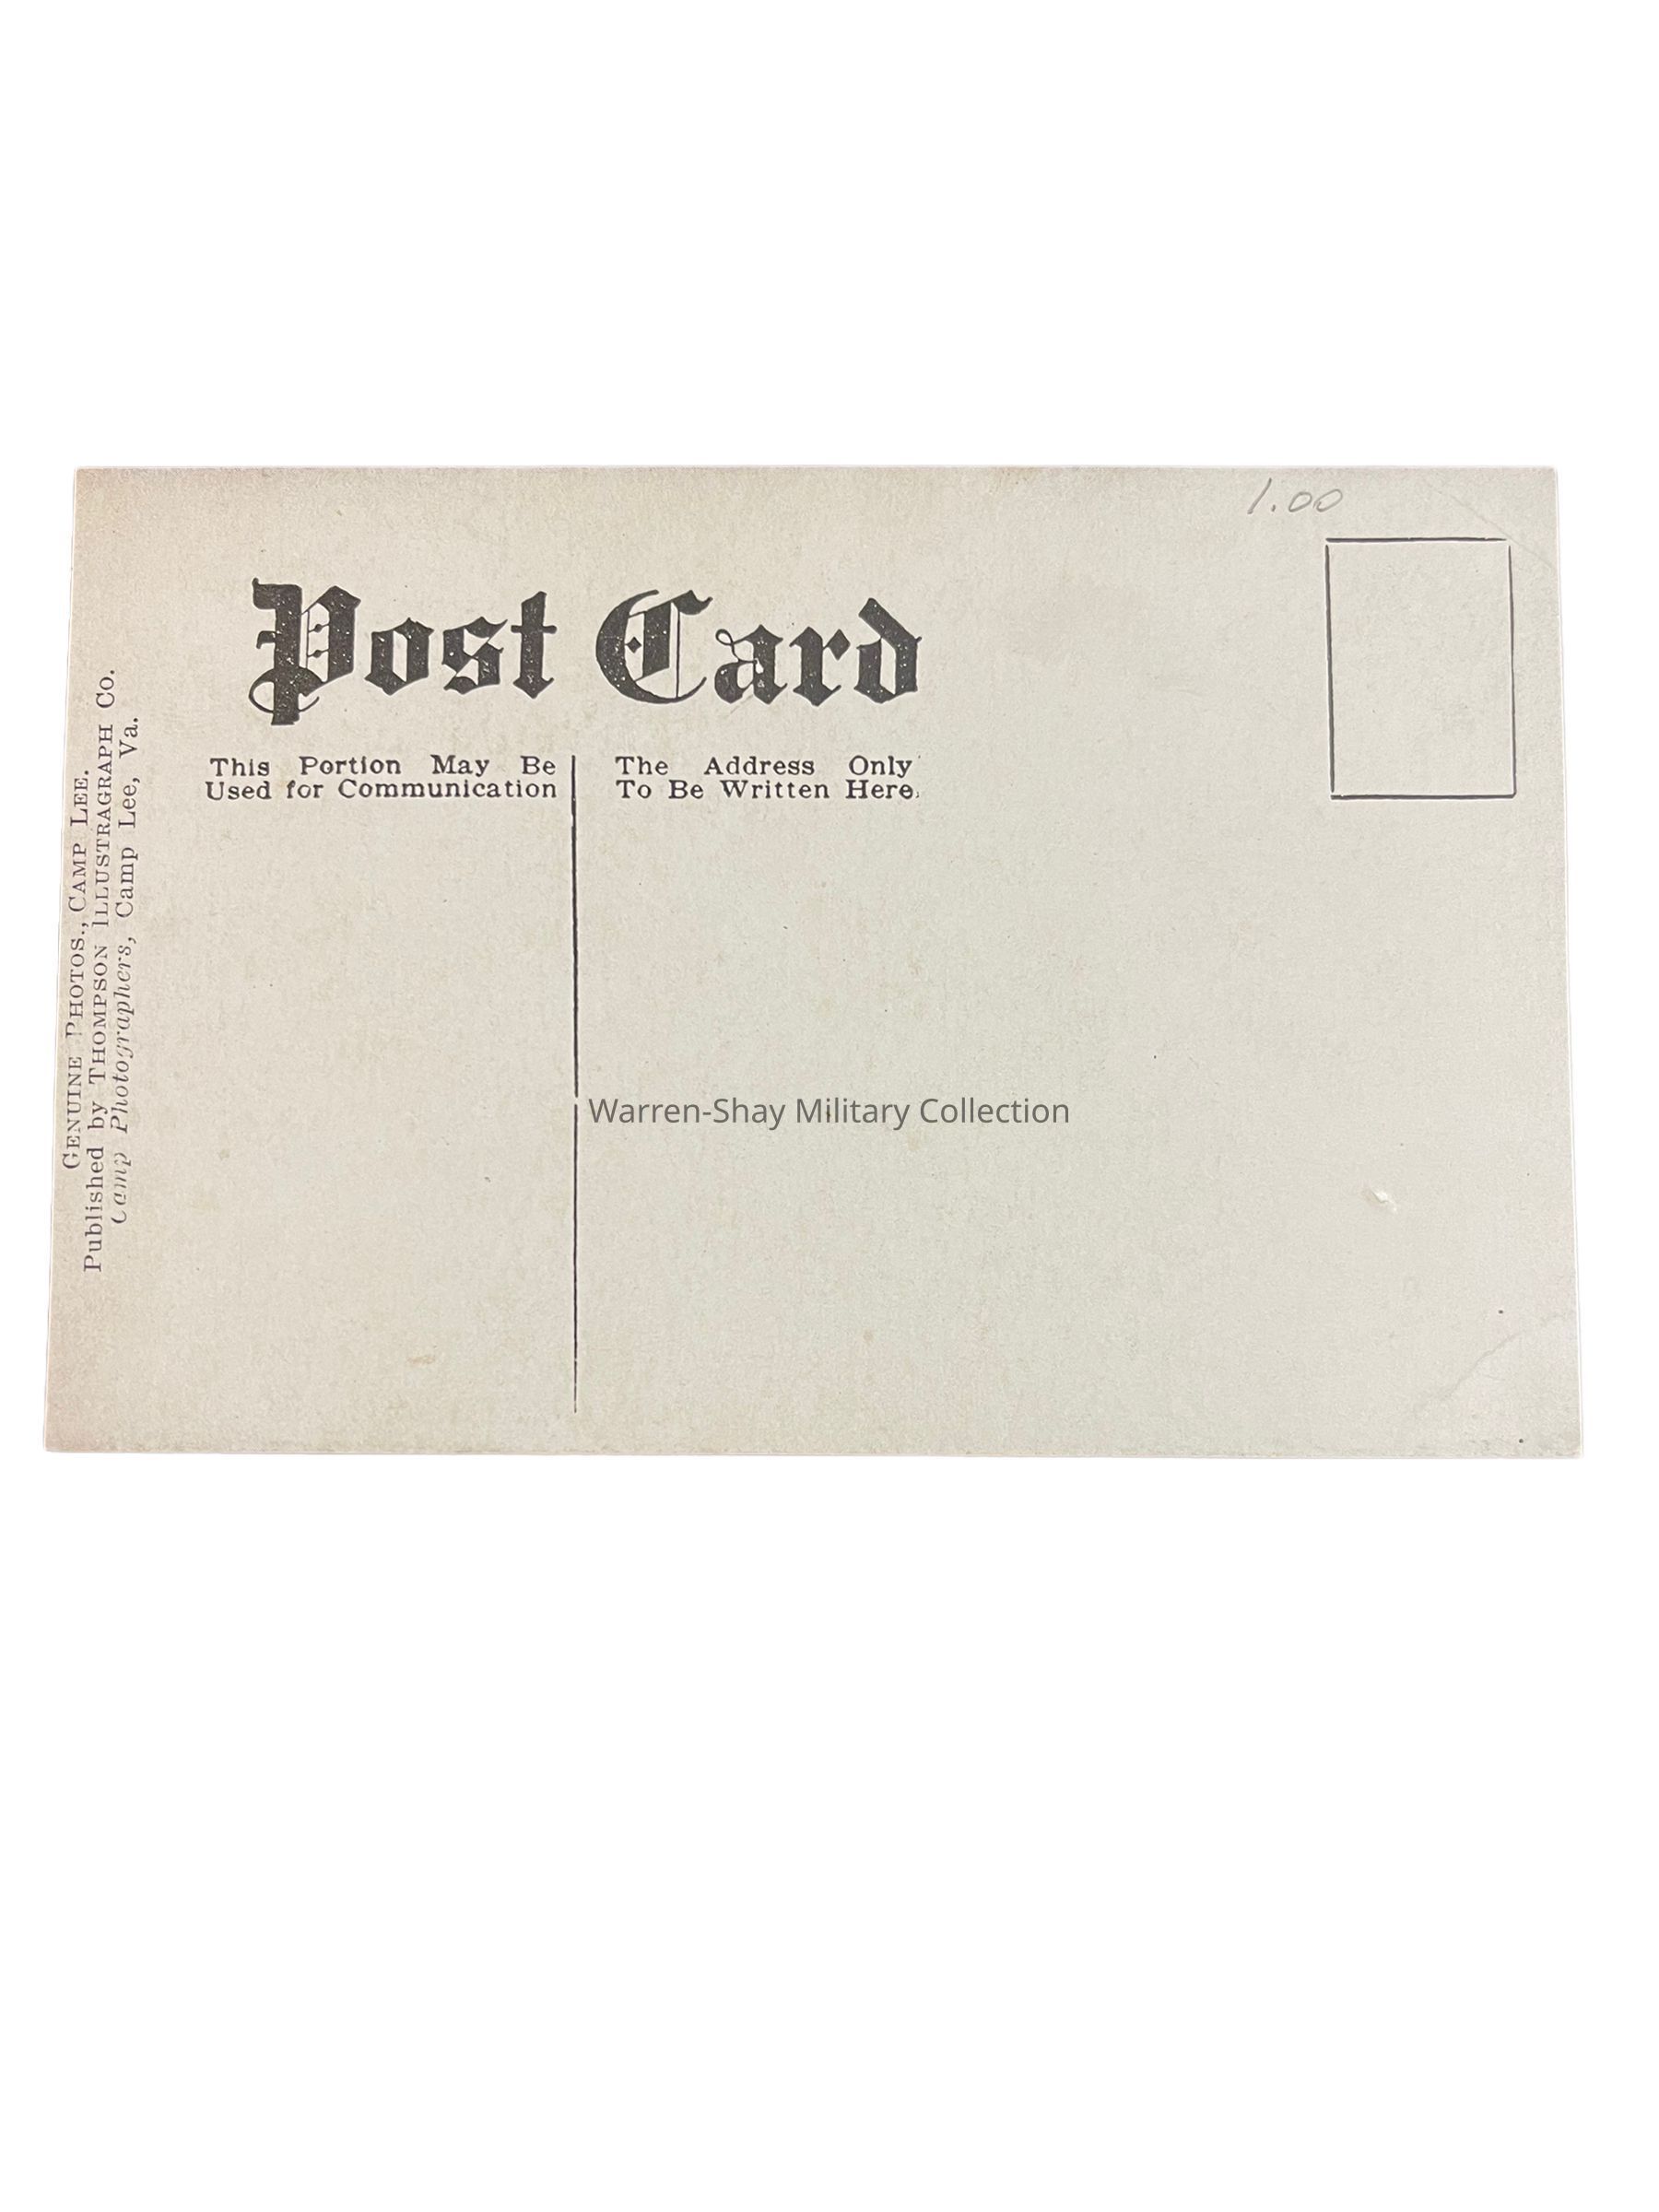 1.00
Post Card
This Portion May Be
Used for Communication
The Address Only
To Be Written Here.
GENUINE PHOTOS., CAMP LEE.
Published by THOMPSON ILLUSTRAGRAPH CO.
Camp Photographers, Camp Lee, Va.
Warren-Shay Military Collection